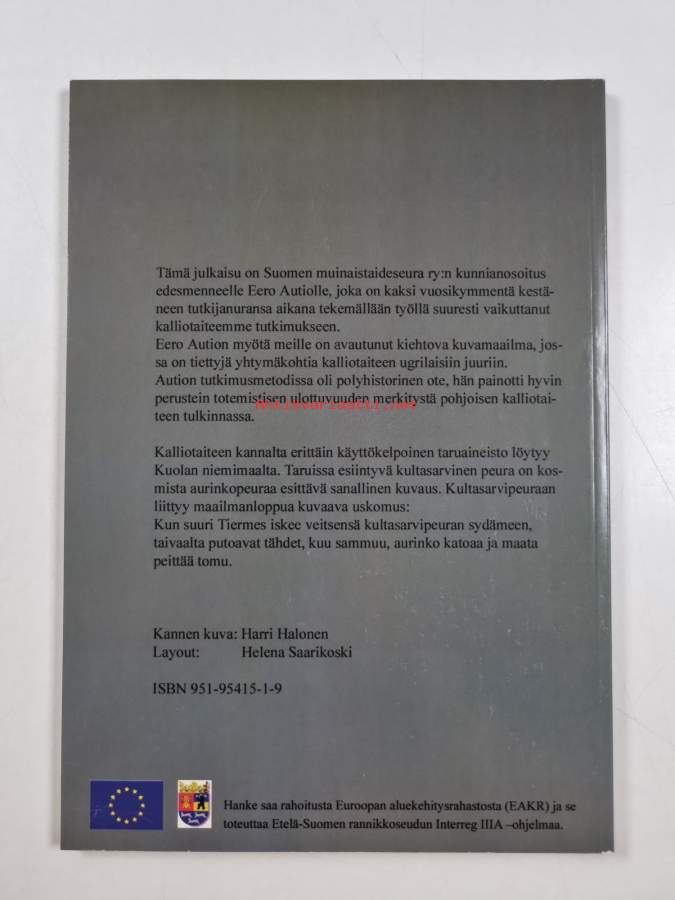 Tämä julkaisu on Suomen muinaistaideseura ry:n kunnianosoitus
edesmenneelle Eero Autiolle, joka on kaksi vuosikymmentä kestä-
neen tutkijanuransa aikana tekemällään työllä suuresti vaikuttanut
kalliotaiteemme tutkimukseen.
Eero Aution myötä meille on avautunut kiehtova kuvamaailma, jos-
sa on tiettyjä yhtymäkohtia kalliotaiteen ugrilaisiin juuriin.
Aution tutkimusmetodissa oli polyhistorinen ote, hän painotti hyvin
perustein totemistisen ulottuvuuden merkitystä pohjoisen kalliotai-
Antikvariaatti.net
teen tulkinnassa.
Kalliotaiteen kannalta erittäin käyttökelpoinen taruaineisto löytyy
Kuolan niemimaalta. Taruissa esiintyvä kultasarvinen peura on kos-
mista aurinkopeuraa esittävä sanallinen kuvaus. Kultasarvipeuraan
liittyy maailmanloppua kuvaava uskomus:
Kun suuri Tiermes iskee veitsensä kultasarvipeuran sydämeen,
taivaalta putoavat tähdet, kuu sammuu, aurinko katoaa ja maata
peittää tomu.
Kannen kuva: Harri Halonen
Layout: Helena Saarikoski
ISBN 951-95415-1-9
Hanke saa rahoitusta Euroopan aluekehitysrahastosta (EAKR) ja se
toteuttaa Etelä-Suomen rannikkoseudun Interreg IIIA –ohjelmaa.